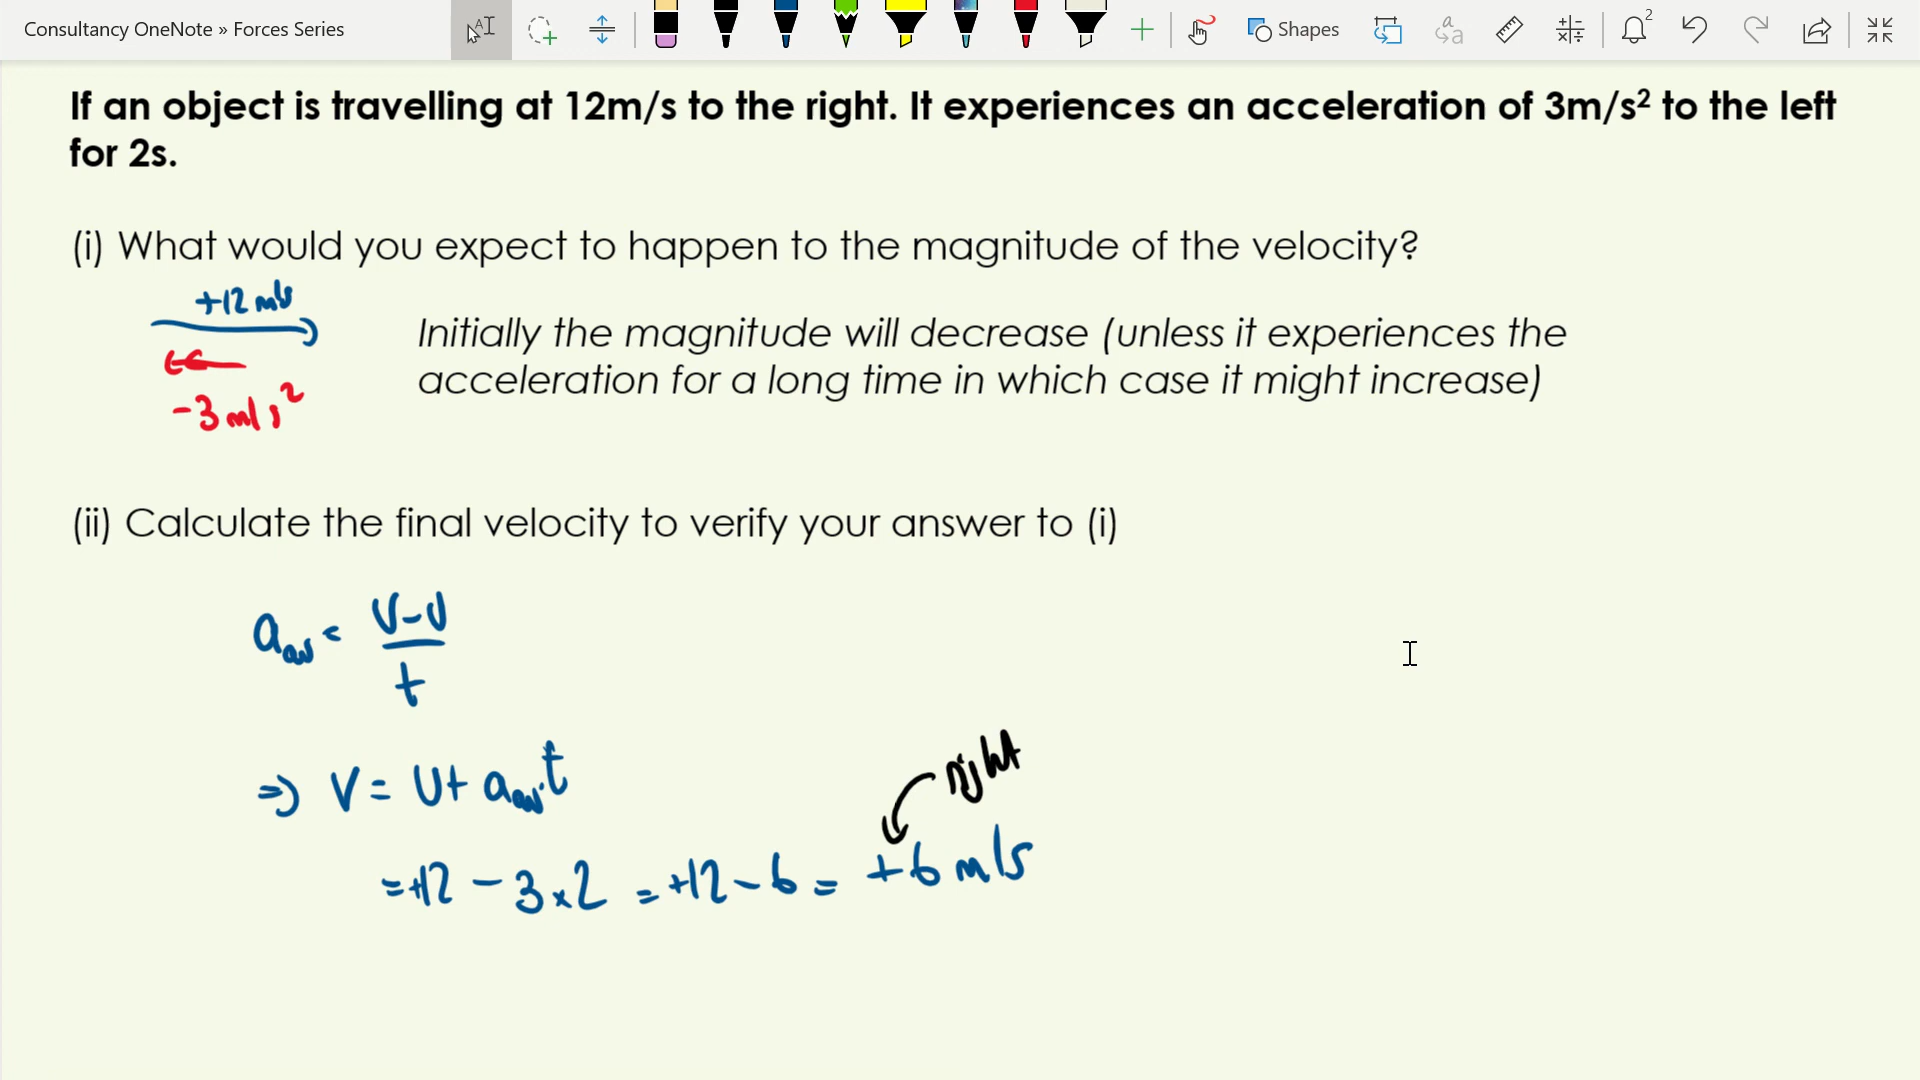 Consultancy OneNote » Forces Series
Shapes
2
If an object is travelling at 12m/s to the right. It experiences an acceleration of 3m/s² to the left
for 2s.
(i) What would you expect to happen to the magnitude of the velocity?
+12 m/s
Initially the magnitude will decrease (unless it experiences the
acceleration for a long time in which case it might increase)
-3 m/s²
(ii) Calculate the final velocity to verify your answer to (i)
a_av = (V-U)/t
⇒ V = U + a_av.t
right
= +12 - 3 × 2 = +12 - 6 = +6 m/s